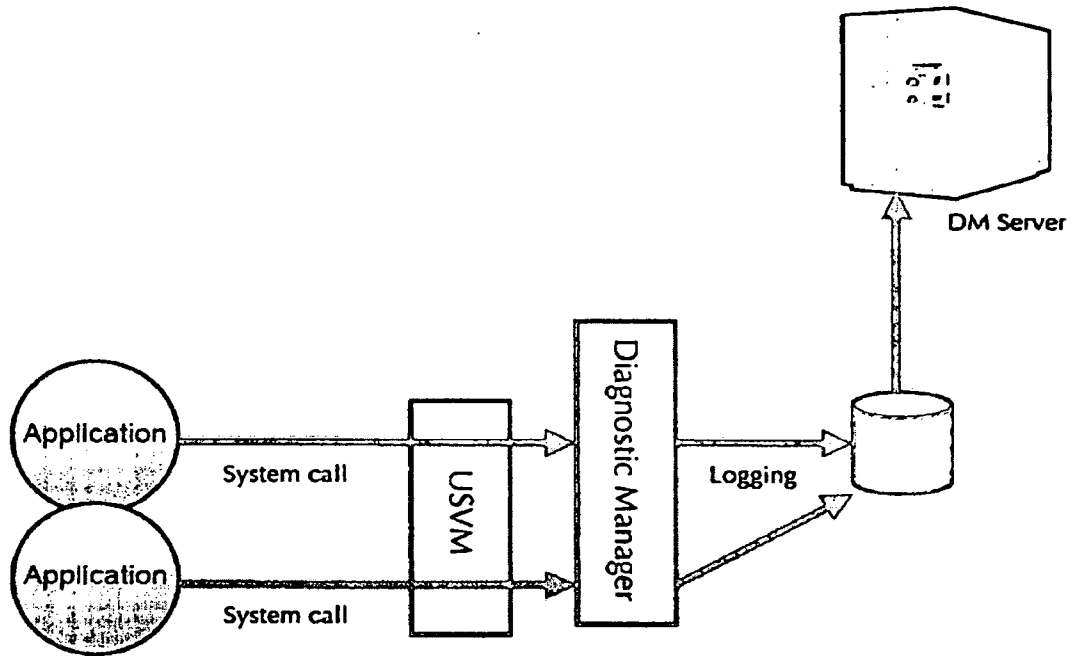 DM Server
Application
System call
USVM
Diagnostic Manager
Logging
Application
System call